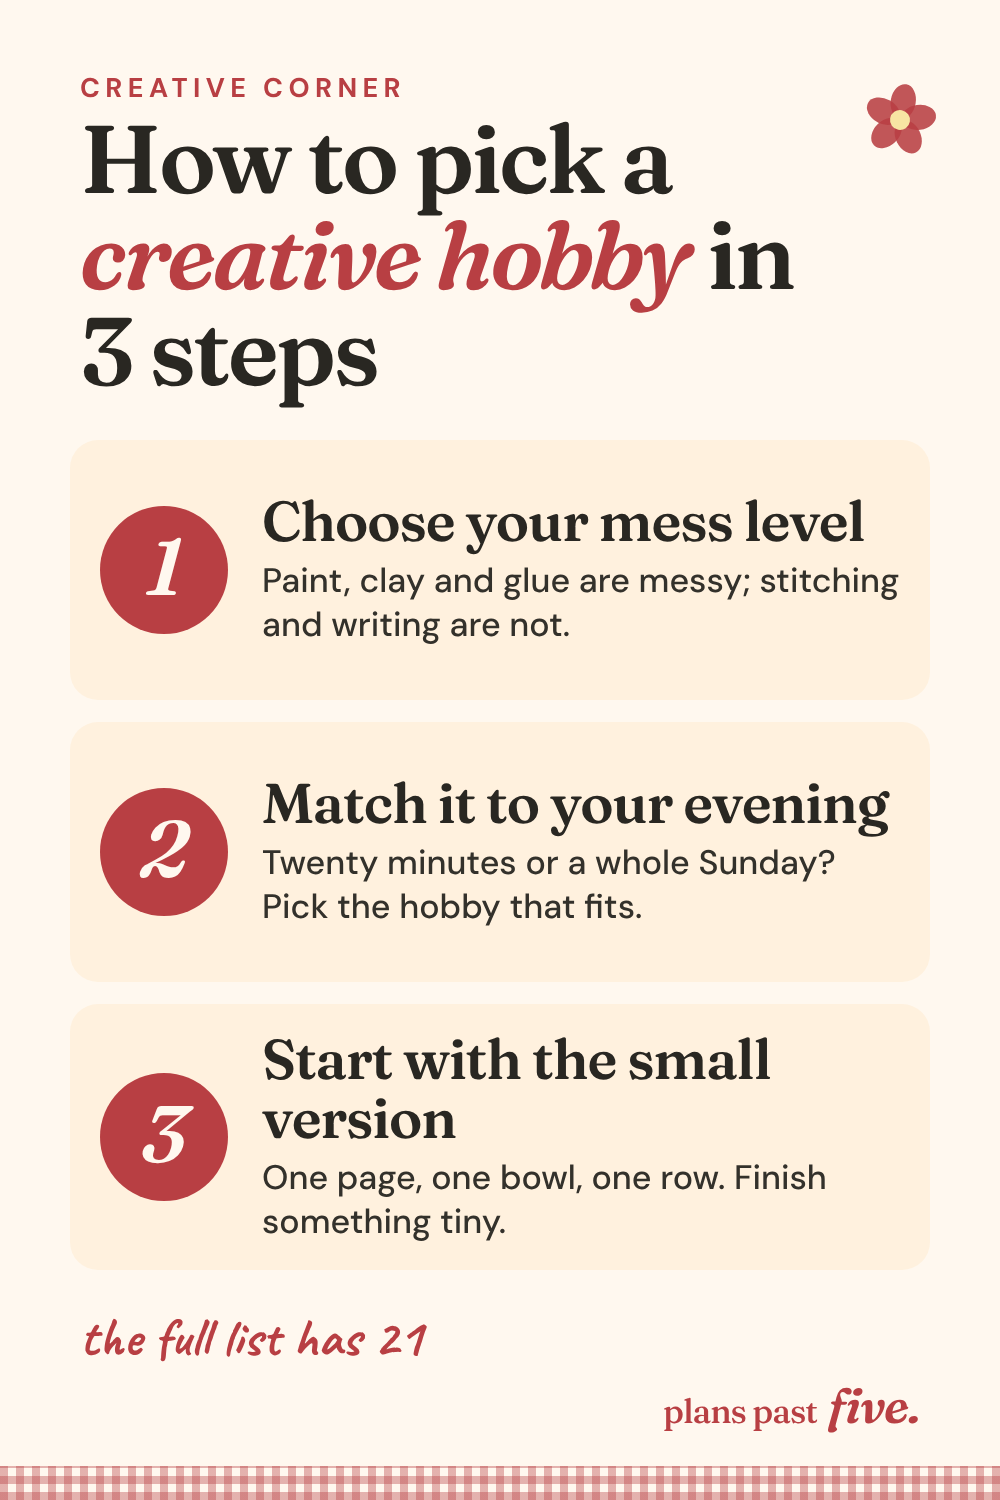 CREATIVE CORNER
How to pick a
creative hobby in
3 steps
1
Choose your mess level
Paint, clay and glue are messy; stitching
and writing are not.
2
Match it to your evening
Twenty minutes or a whole Sunday?
Pick the hobby that fits.
3
Start with the small
version
One page, one bowl, one row. Finish
something tiny.
the full list has 21
plans past five.